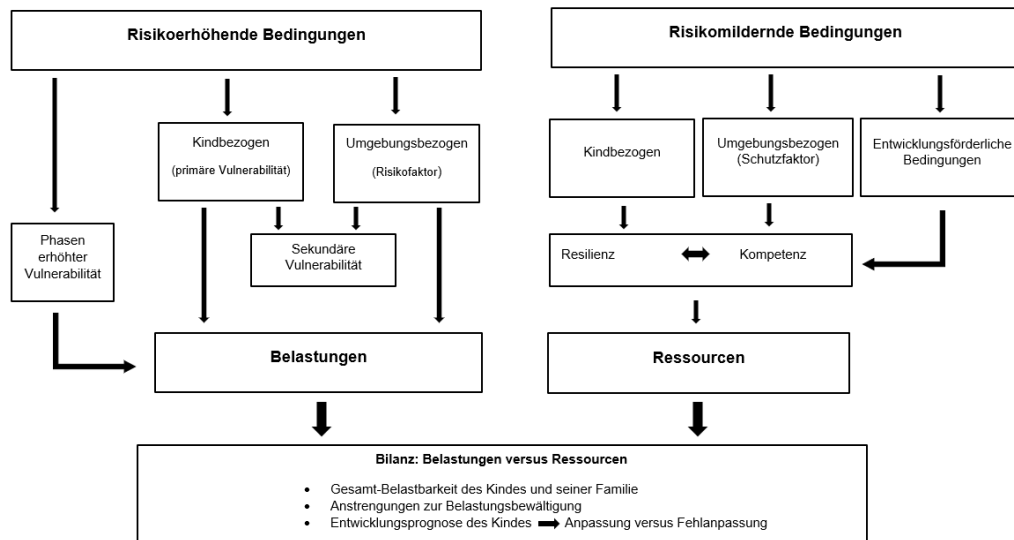 Risikoerhöhende Bedingungen
Risikomildernde Bedingungen
Kindbezogen
(primäre Vulnerabilität)
Umgebungsbezogen
(Risikofaktor)
Kindbezogen
Umgebungsbezogen
(Schutzfaktor)
Entwicklungsförderliche
Bedingungen
Phasen
erhöhter
Vulnerabilität
Sekundäre
Vulnerabilität
Resilienz
Kompetenz
Belastungen
Ressourcen
Bilanz: Belastungen versus Ressourcen
• Gesamt-Belastbarkeit des Kindes und seiner Familie
• Anstrengungen zur Belastungsbewältigung
• Entwicklungsprognose des Kindes ➡ Anpassung versus Fehlanpassung